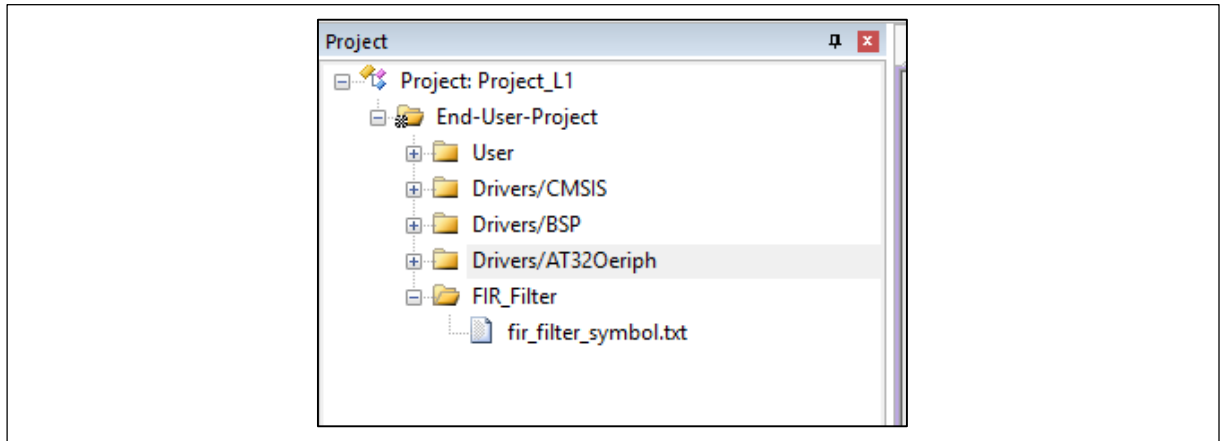 Project
Project: Project_L1
End-User-Project
User
Drivers/CMSIS
Drivers/BSP
Drivers/AT32Oeriph
FIR_Filter
fir_filter_symbol.txt